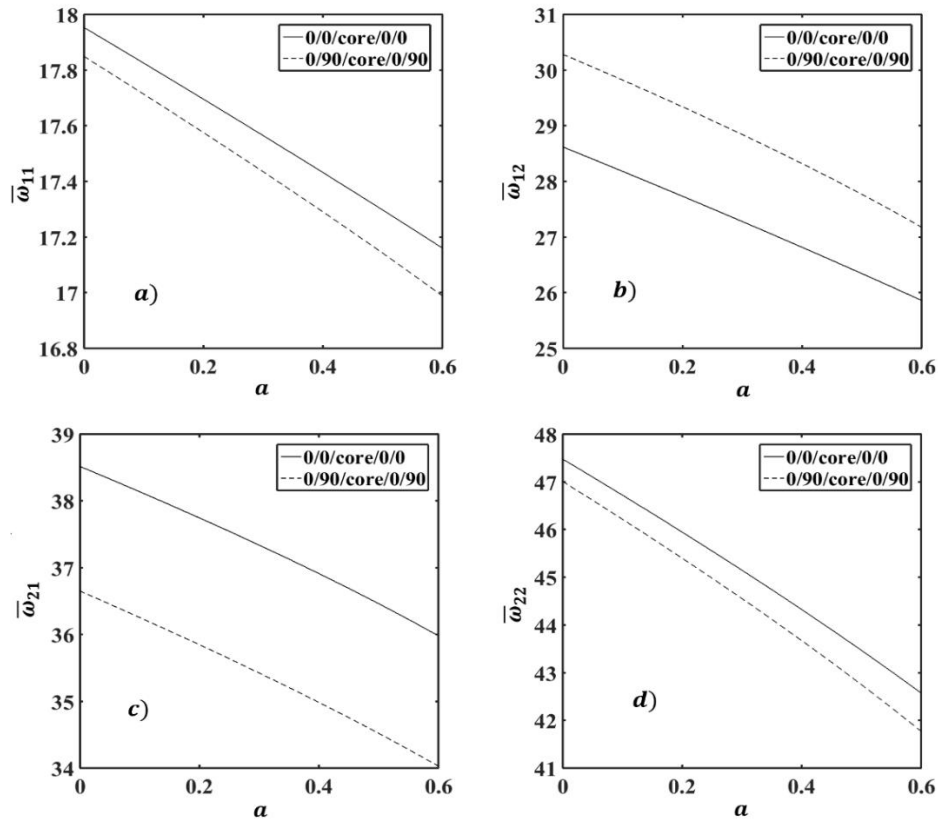 18
17.8
17.6
17.4
17.2
17
16.8
ω̅₁₁
0/0/core/0/0
0/90/core/0/90
a)
0
0.2
0.4
0.6
a
31
30
29
28
27
26
25
ω̅₁₂
0/0/core/0/0
0/90/core/0/90
b)
0
0.2
0.4
0.6
a
39
38
37
36
35
34
ω̅₂₁
0/0/core/0/0
0/90/core/0/90
c)
0
0.2
0.4
0.6
a
48
47
46
45
44
43
42
41
ω̅₂₂
0/0/core/0/0
0/90/core/0/90
d)
0
0.2
0.4
0.6
a